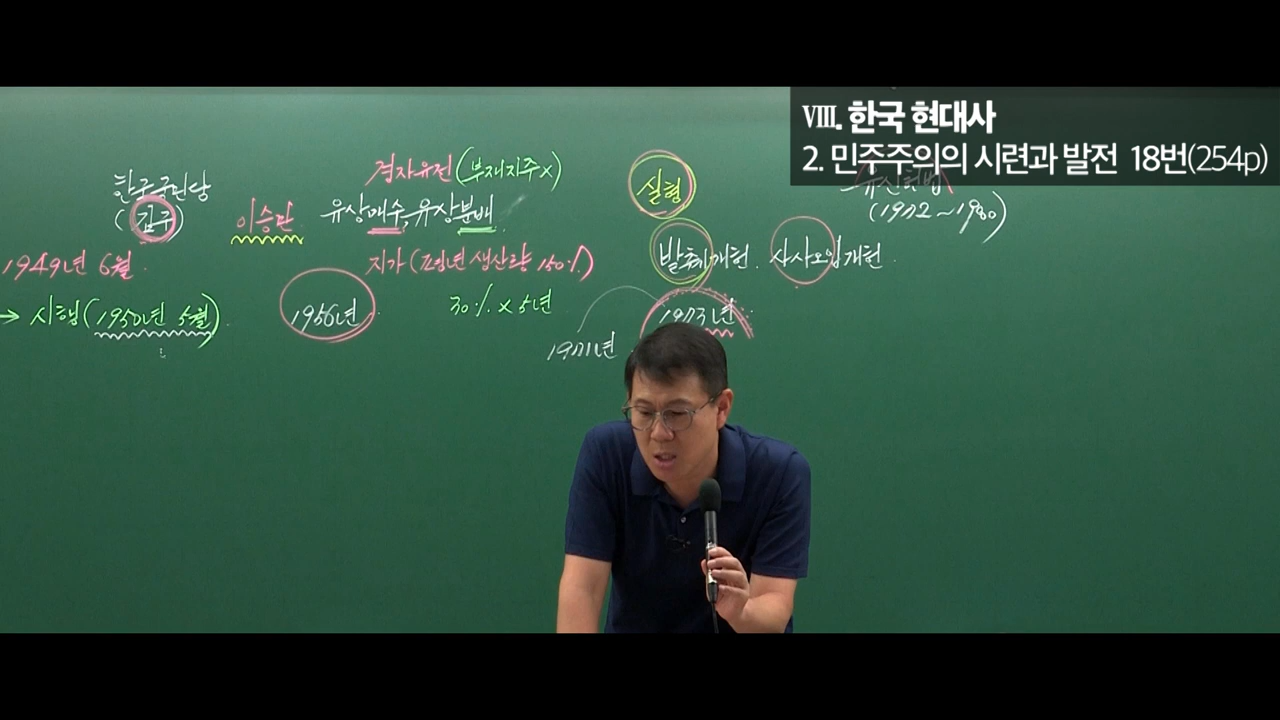 Ⅷ. 한국 현대사
2. 민주주의의 시련과 발전 18번(254p)
한국국민당
(김구)
이승만
경자유전(부재지주x)
유상매수, 유상분배
실형
(1972~1980)
1949년 6월.
지가(평년 생산량 150%)
발췌개헌. 사사오입개헌.
→ 시행(1950년 5월).
1956년.
30% x 5년
1973년
1971년